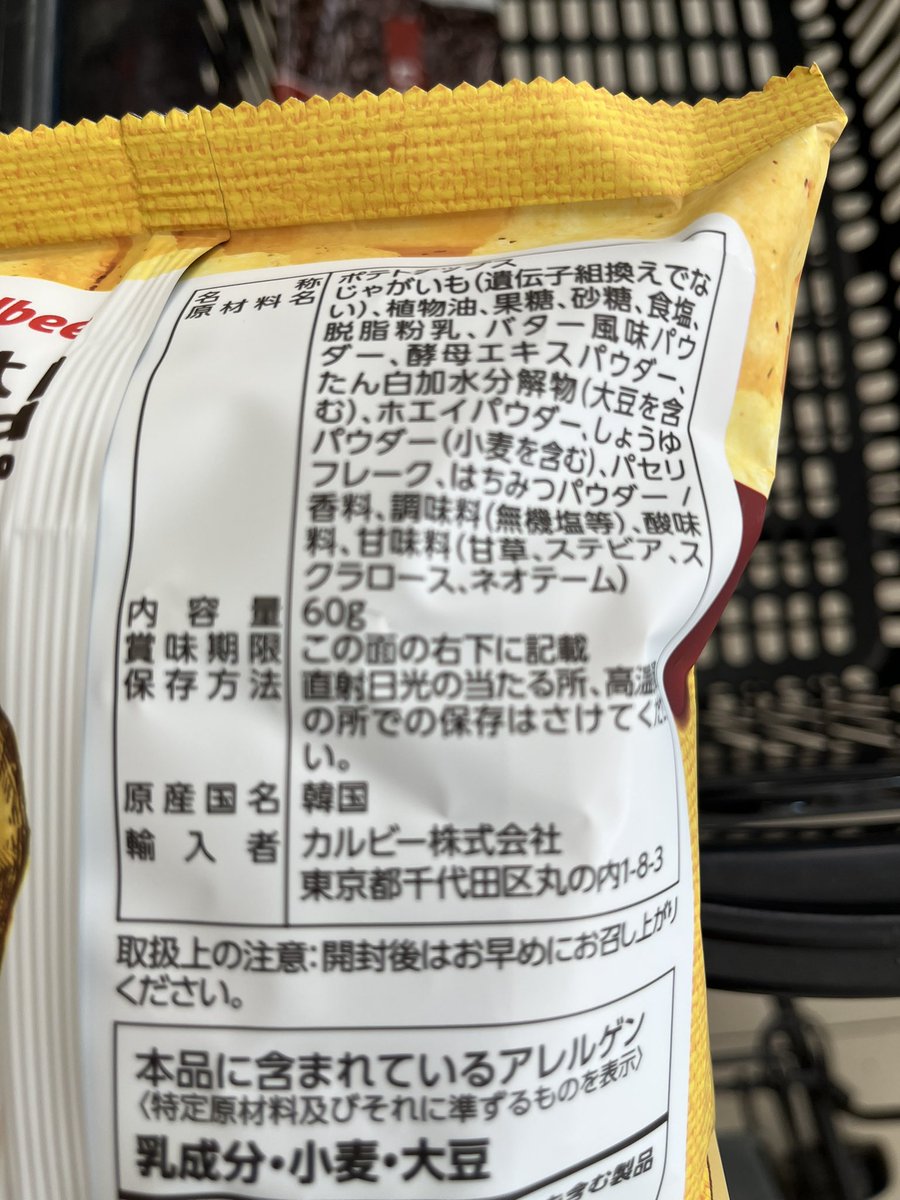 lbee
名称 ポテトチップス
原材料名 じゃがいも(遺伝子組換えでな
い)、植物油、果糖、砂糖、食塩、
脱脂粉乳、バター風味パウ
ダー、酵母エキスパウダー、
たん白加水分解物(大豆を含
む)、ホエイパウダー、しょうゆ
パウダー(小麦を含む)、パセリ
フレーク、はちみつパウダー/
香料、調味料(無機塩等)、酸味
料、甘味料(甘草、ステビア、ス
クラロース、ネオテーム)
内容量 60g
賞味期限 この面の右下に記載
保存方法 直射日光の当たる所、高温
の所での保存はさけてくださ
い。
原産国名 韓国
輸入者 カルビー株式会社
東京都千代田区丸の内1-8-3
取扱上の注意:開封後はお早めにお召し上がり
ください。
本品に含まれているアレルゲン
〈特定原材料及びそれに準ずるものを表示〉
乳成分・小麦・大豆
を含む製品